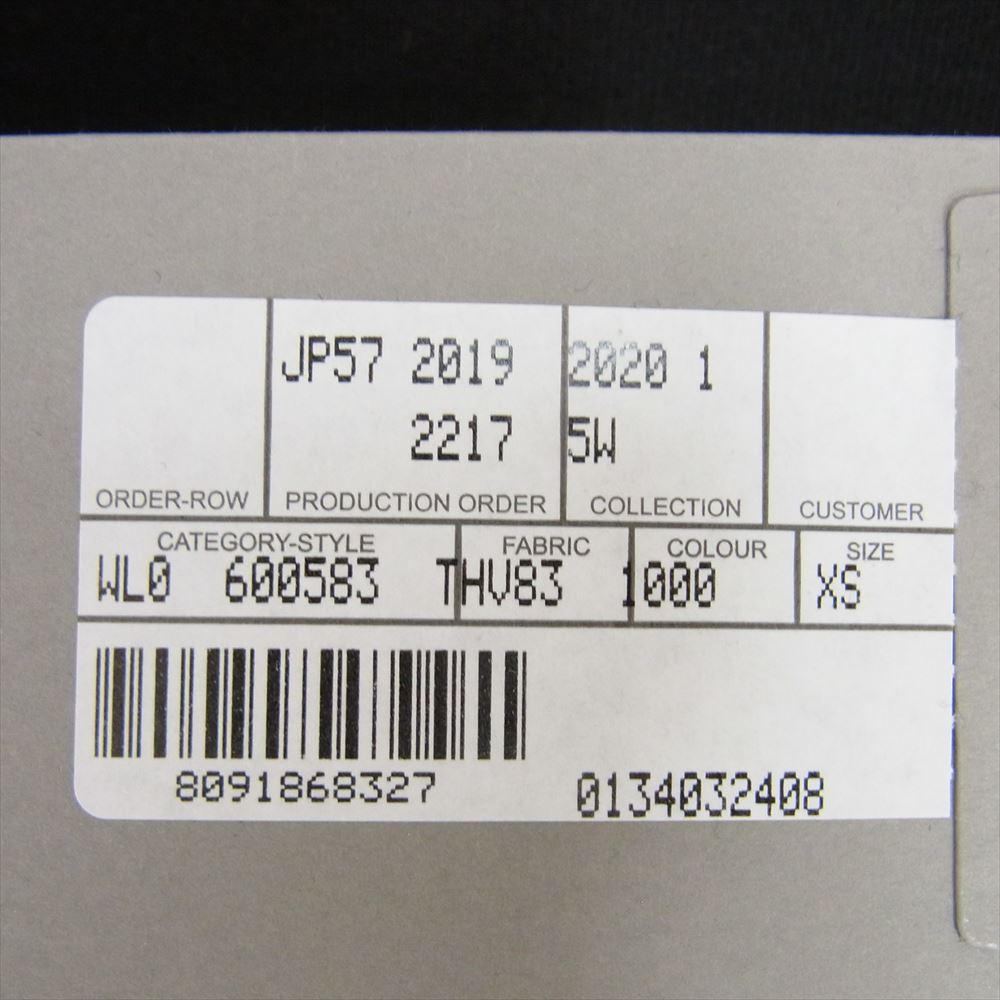 JP57 2019 2020 1
2217 5W
ORDER-ROW PRODUCTION ORDER COLLECTION CUSTOMER
CATEGORY-STYLE FABRIC COLOUR SIZE
WL0 600583 THV83 1000 XS
8091868327 0134032408